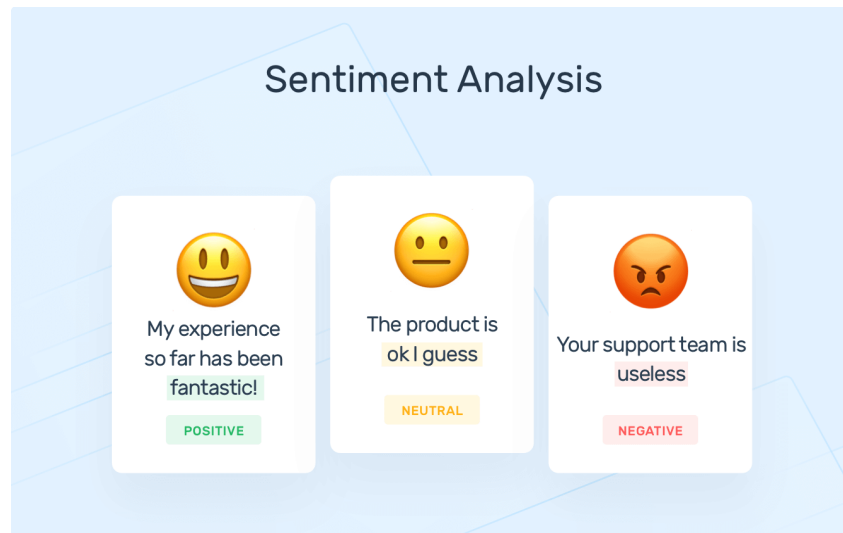 Sentiment Analysis
My experience
so far has been
fantastic!
POSITIVE
The product is
ok I guess
NEUTRAL
Your support team is
useless
NEGATIVE